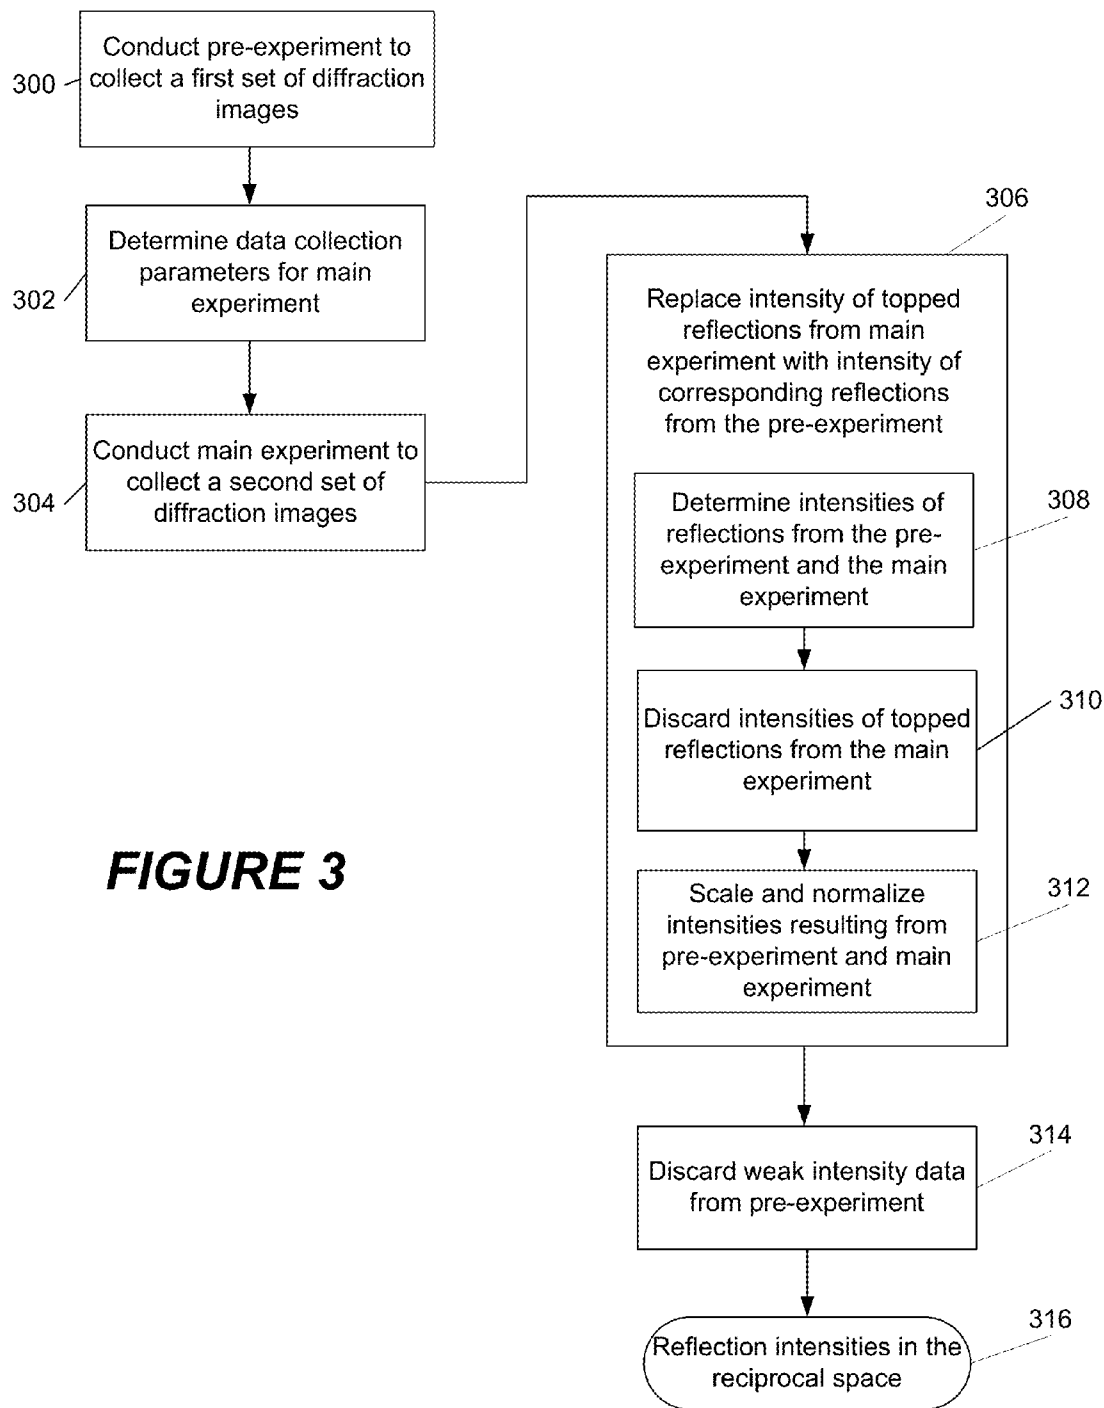 300
Conduct pre-experiment to
collect a first set of diffraction
images
302
Determine data collection
parameters for main
experiment
304
Conduct main experiment to
collect a second set of
diffraction images
306
Replace intensity of topped
reflections from main
experiment with intensity of
corresponding reflections
from the pre-experiment
308
Determine intensities of
reflections from the pre-
experiment and the main
experiment
310
Discard intensities of topped
reflections from the main
experiment
312
Scale and normalize
intensities resulting from
pre-experiment and main
experiment
314
Discard weak intensity data
from pre-experiment
316
Reflection intensities in the
reciprocal space
FIGURE 3